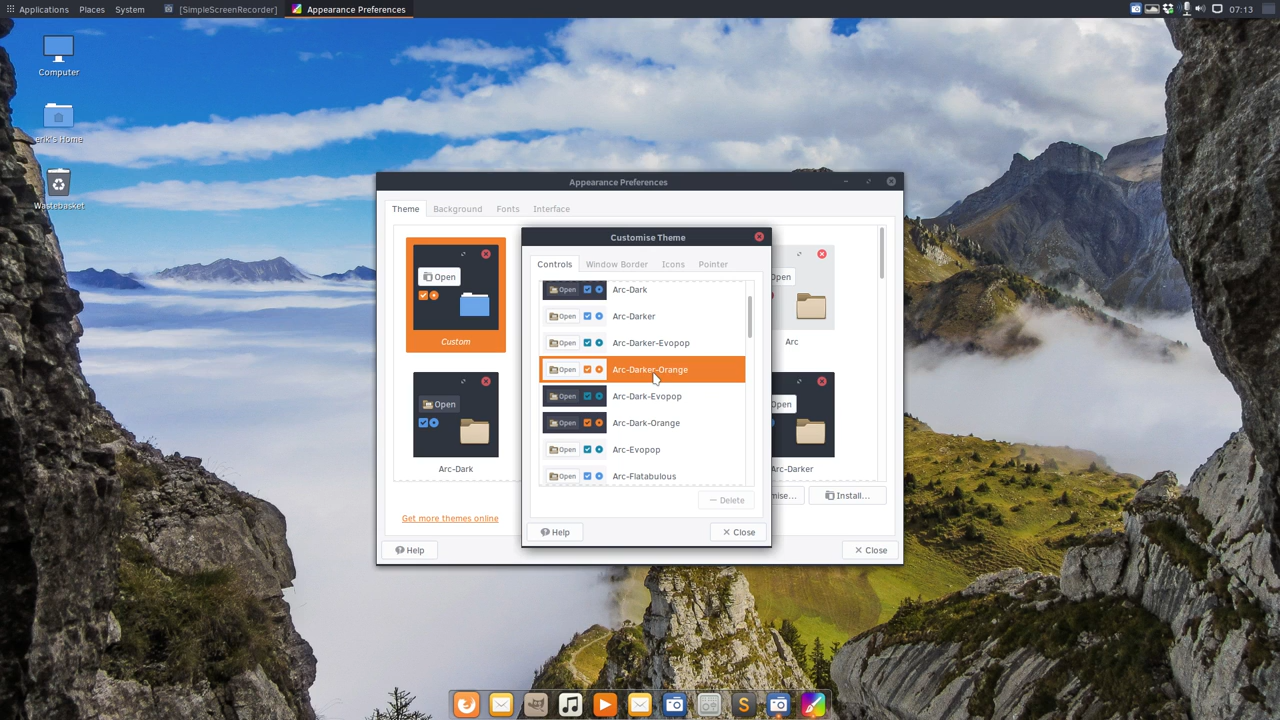 Applications Places System [SimpleScreenRecorder] Appearance Preferences 07:13
Computer
erik's Home
Wastebasket
Appearance Preferences
Theme Background Fonts Interface
Open
Custom
Open
Arc-Dark
Open
Arc
Open
Arc-Darker
Get more themes online
Install...
Help
Close
Customise Theme
Controls Window Border Icons Pointer
Open Arc-Dark
Open Arc-Darker
Open Arc-Darker-Evopop
Open Arc-Darker-Orange
Open Arc-Dark-Evopop
Open Arc-Dark-Orange
Open Arc-Evopop
Open Arc-Flatabulous
Delete
Help
Close
S